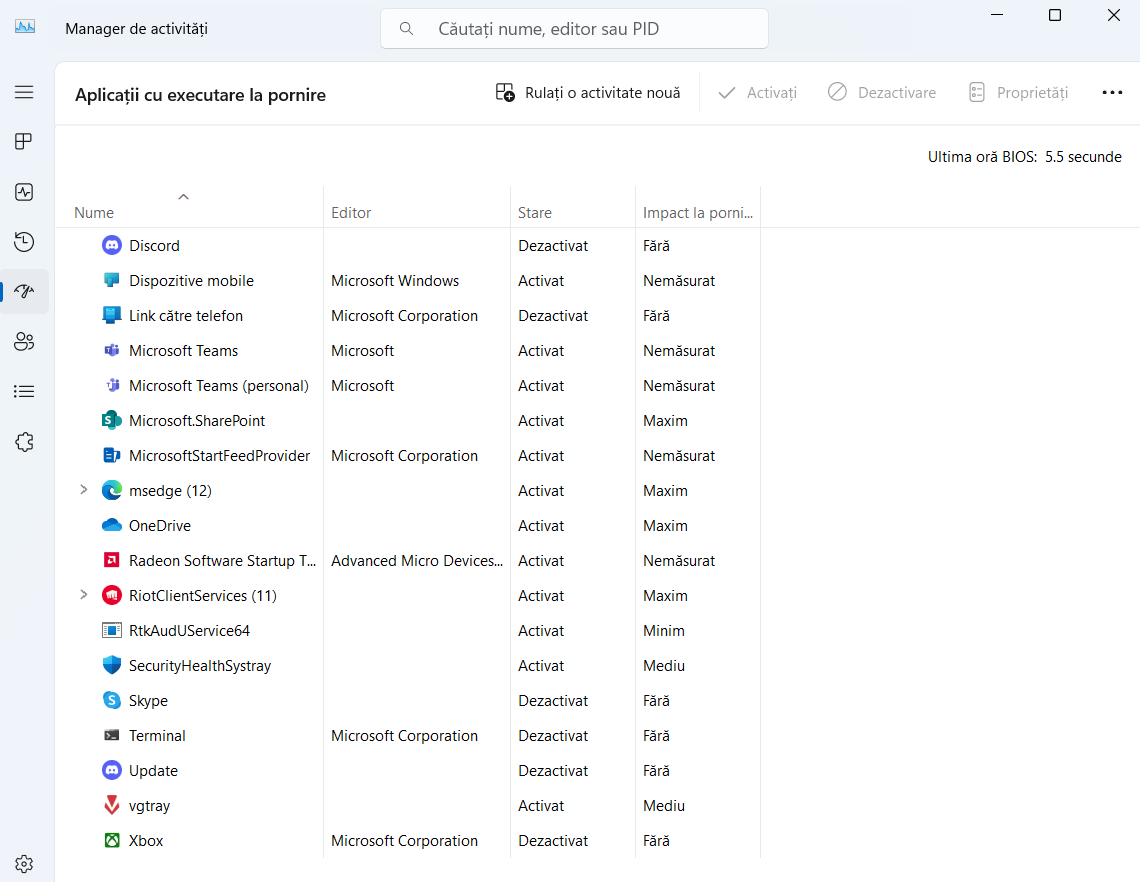 Manager de activități
Căutați nume, editor sau PID
Aplicații cu executare la pornire
Rulați o activitate nouă
Activați
Dezactivare
Proprietăți
Ultima oră BIOS: 5.5 secunde
Nume Editor Stare Impact la porni...
Discord Dezactivat Fără
Dispozitive mobile Microsoft Windows Activat Nemăsurat
Link către telefon Microsoft Corporation Dezactivat Fără
Microsoft Teams Microsoft Activat Nemăsurat
Microsoft Teams (personal) Microsoft Activat Nemăsurat
Microsoft.SharePoint Activat Maxim
MicrosoftStartFeedProvider Microsoft Corporation Activat Nemăsurat
msedge (12) Activat Maxim
OneDrive Activat Maxim
Radeon Software Startup T... Advanced Micro Devices... Activat Nemăsurat
RiotClientServices (11) Activat Maxim
RtkAudUService64 Activat Minim
SecurityHealthSystray Activat Mediu
Skype Dezactivat Fără
Terminal Microsoft Corporation Dezactivat Fără
Update Dezactivat Fără
vgtray Activat Mediu
Xbox Microsoft Corporation Dezactivat Fără